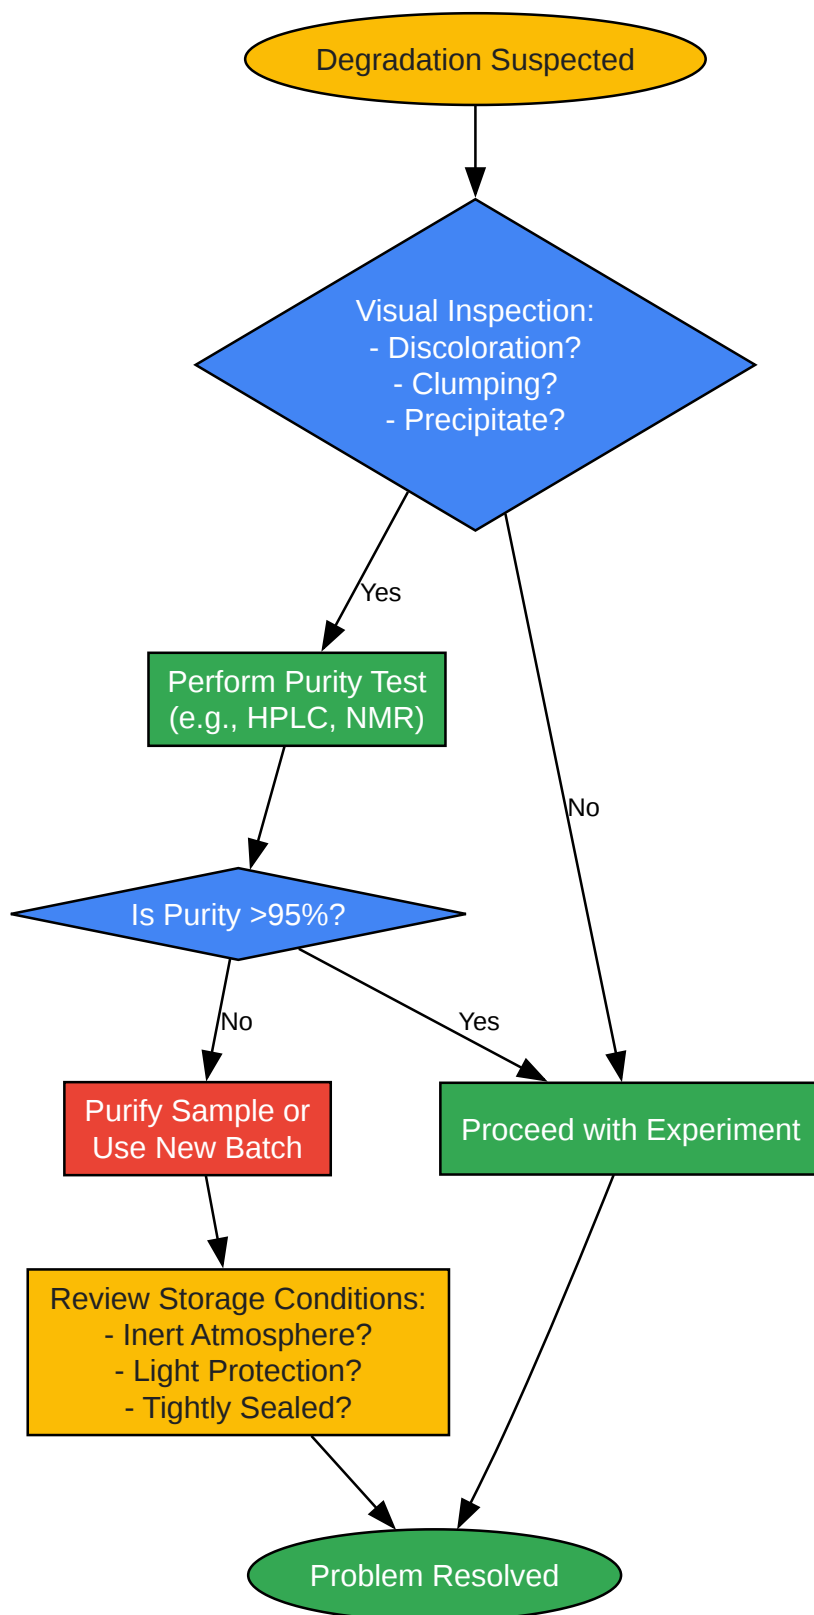 Degradation Suspected
Visual Inspection:
- Discoloration?
- Clumping?
- Precipitate?
Yes
Perform Purity Test
(e.g., HPLC, NMR)
No
Is Purity >95%?
No
Yes
Purify Sample or
Use New Batch
Proceed with Experiment
Review Storage Conditions:
- Inert Atmosphere?
- Light Protection?
- Tightly Sealed?
Problem Resolved